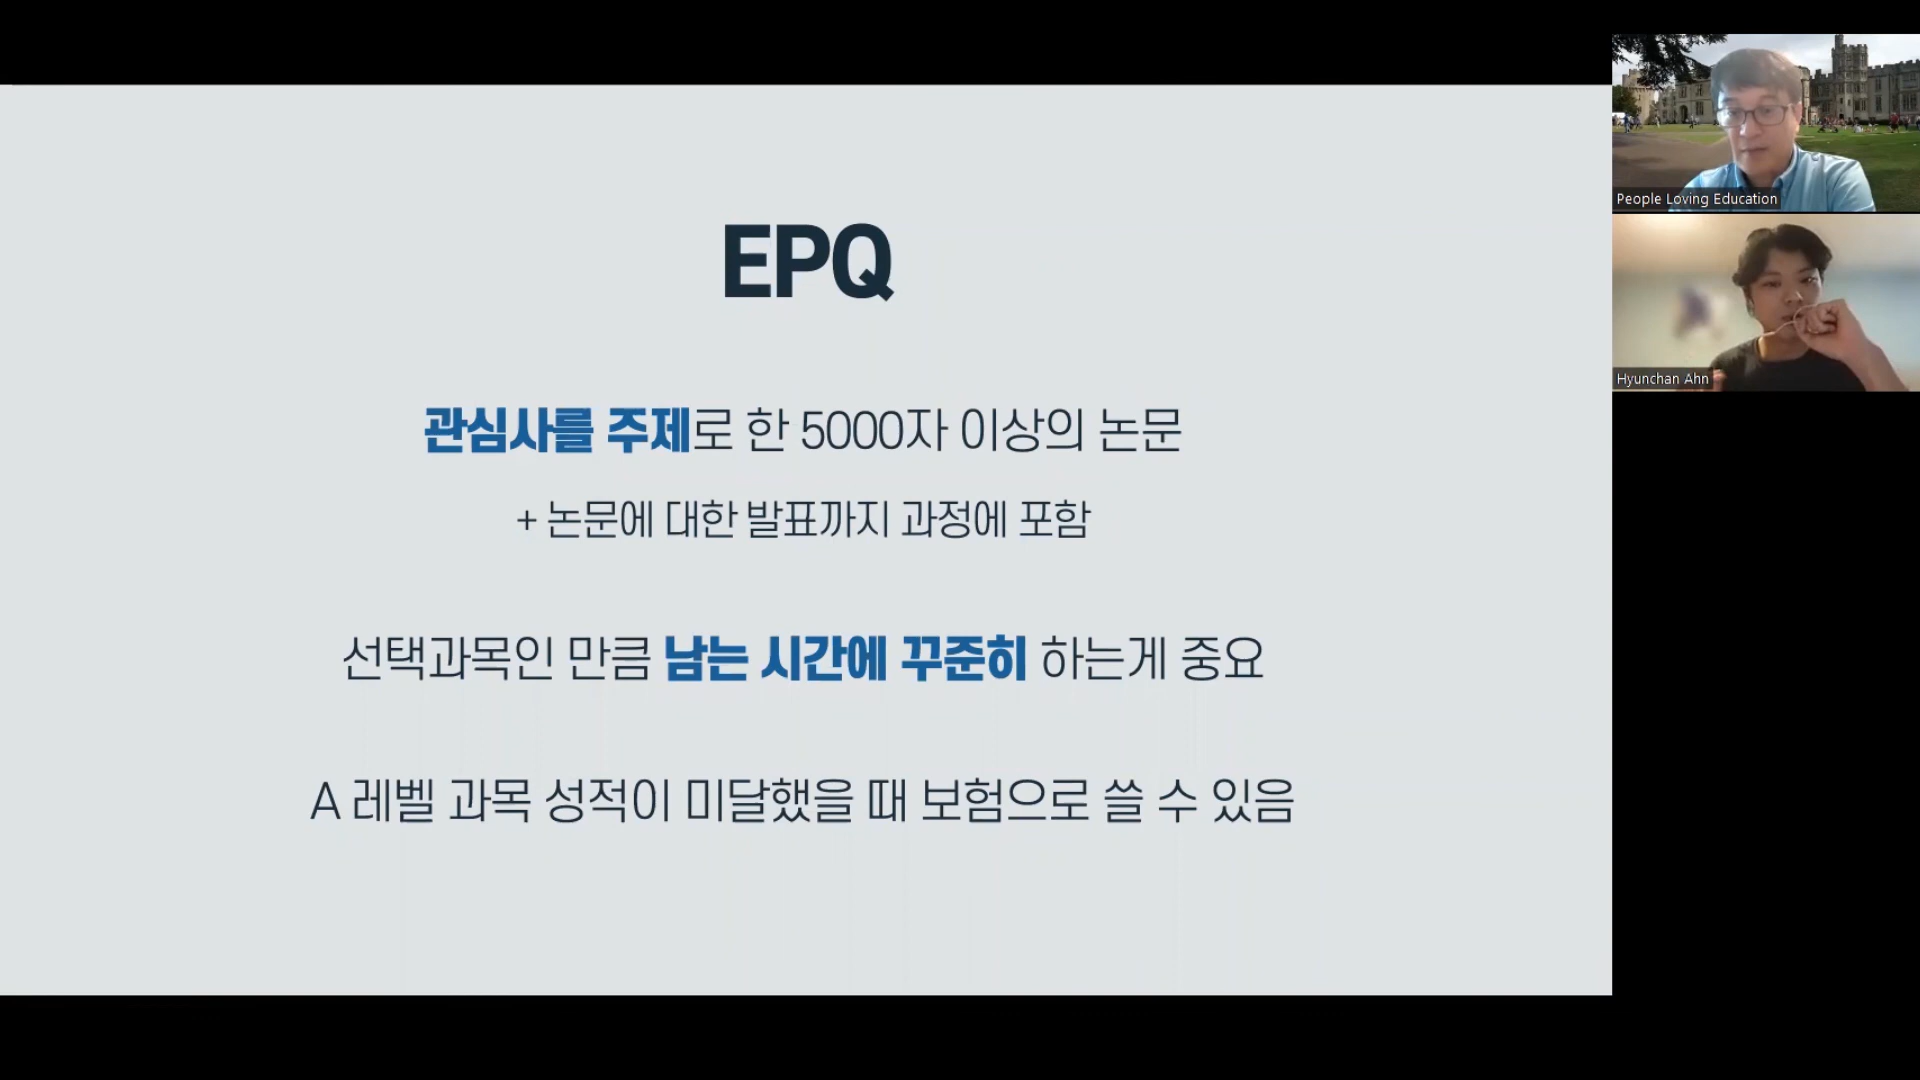 EPQ
관심사를 주제로 한 5000자 이상의 논문
+ 논문에 대한 발표까지 과정에 포함
선택과목인 만큼 남는 시간에 꾸준히 하는게 중요
A 레벨 과목 성적이 미달했을 때 보험으로 쓸 수 있음
People Loving Education
Hyunchan Ahn